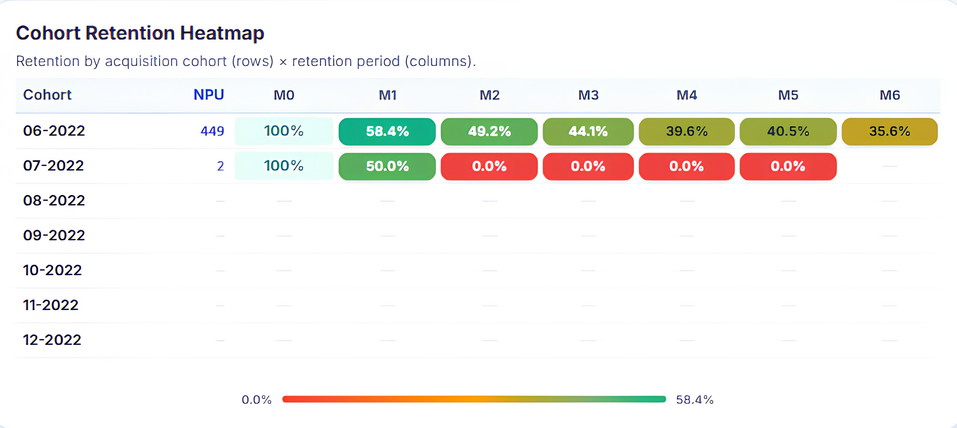 Cohort Retention Heatmap
Retention by acquisition cohort (rows) × retention period (columns).
Cohort NPU M0 M1 M2 M3 M4 M5 M6
06-2022 449 100% 58.4% 49.2% 44.1% 39.6% 40.5% 35.6%
07-2022 2 100% 50.0% 0.0% 0.0% 0.0% 0.0% —
08-2022 — — — — — — — —
09-2022 — — — — — — — —
10-2022 — — — — — — — —
11-2022 — — — — — — — —
12-2022 — — — — — — — —
0.0% 58.4%